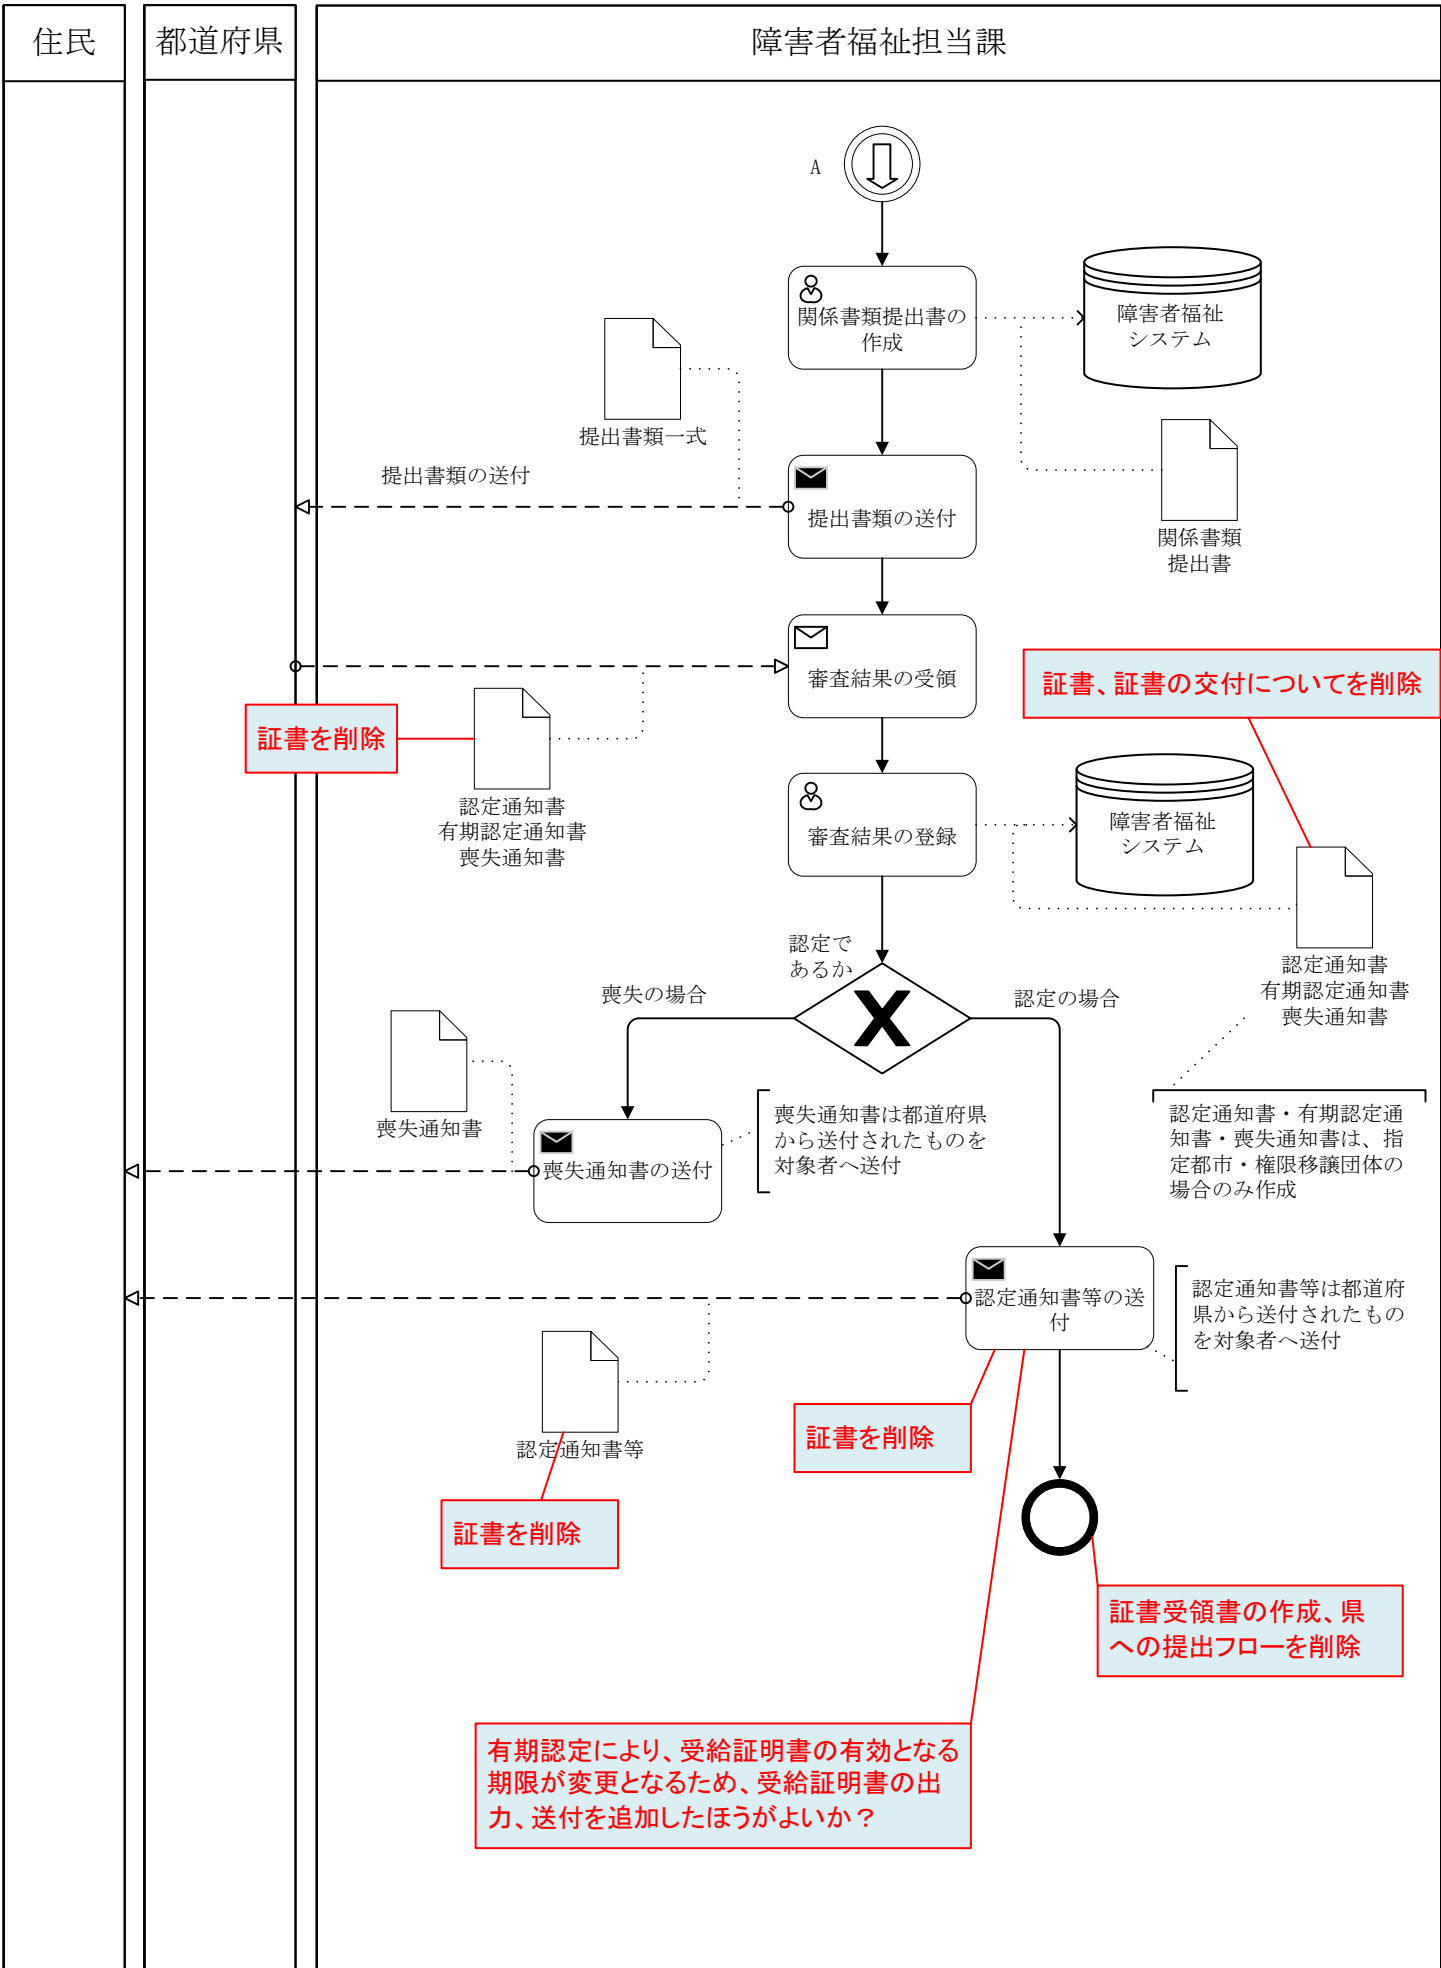 住民
都道府県
障害者福祉担当課
A
関係書類提出書の
作成
障害者福祉
システム
提出書類一式
関係書類
提出書
提出書類の送付
提出書類の送付
審査結果の受領
証書、証書の交付についてを削除
証書を削除
認定通知書
有期認定通知書
喪失通知書
審査結果の登録
障害者福祉
システム
認定通知書
有期認定通知書
喪失通知書
認定で
あるか
喪失の場合
認定の場合
喪失通知書
喪失通知書の送付
喪失通知書は都道府県
から送付されたものを
対象者へ送付
認定通知書・有期認定通
知書・喪失通知書は、指
定都市・権限移譲団体の
場合のみ作成
認定通知書等の送
付
認定通知書等は都道府
県から送付されたもの
を対象者へ送付
認定通知書等
証書を削除
証書を削除
証書受領書の作成、県
への提出フローを削除
有期認定により、受給証明書の有効となる
期限が変更となるため、受給証明書の出
力、送付を追加したほうがよいか？